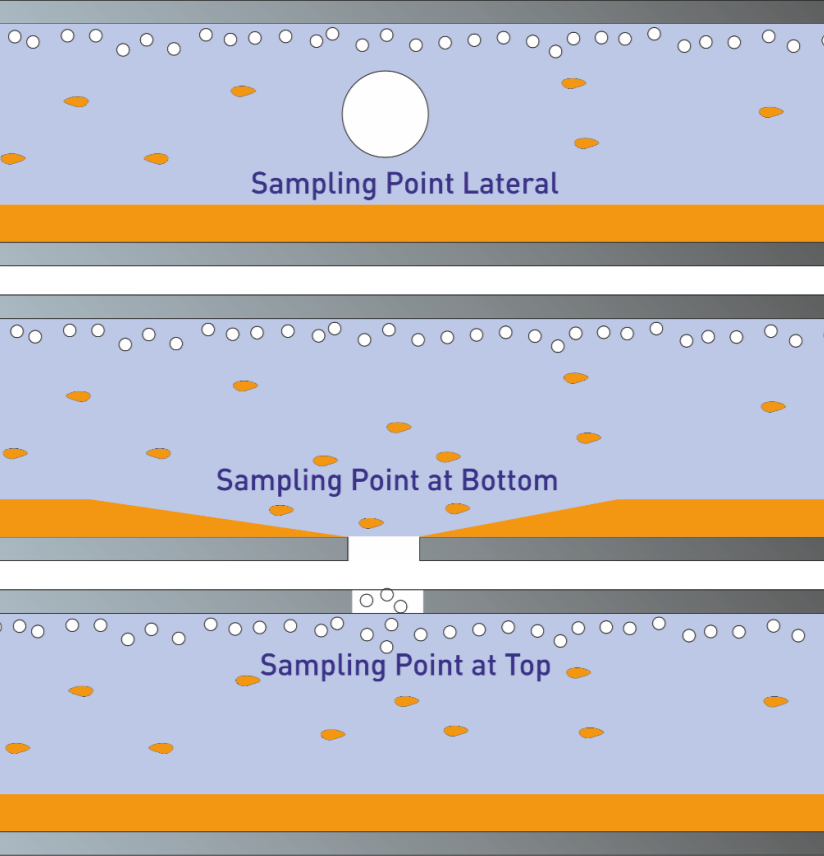 Sampling Point Lateral
Sampling Point at Bottom
Sampling Point at Top